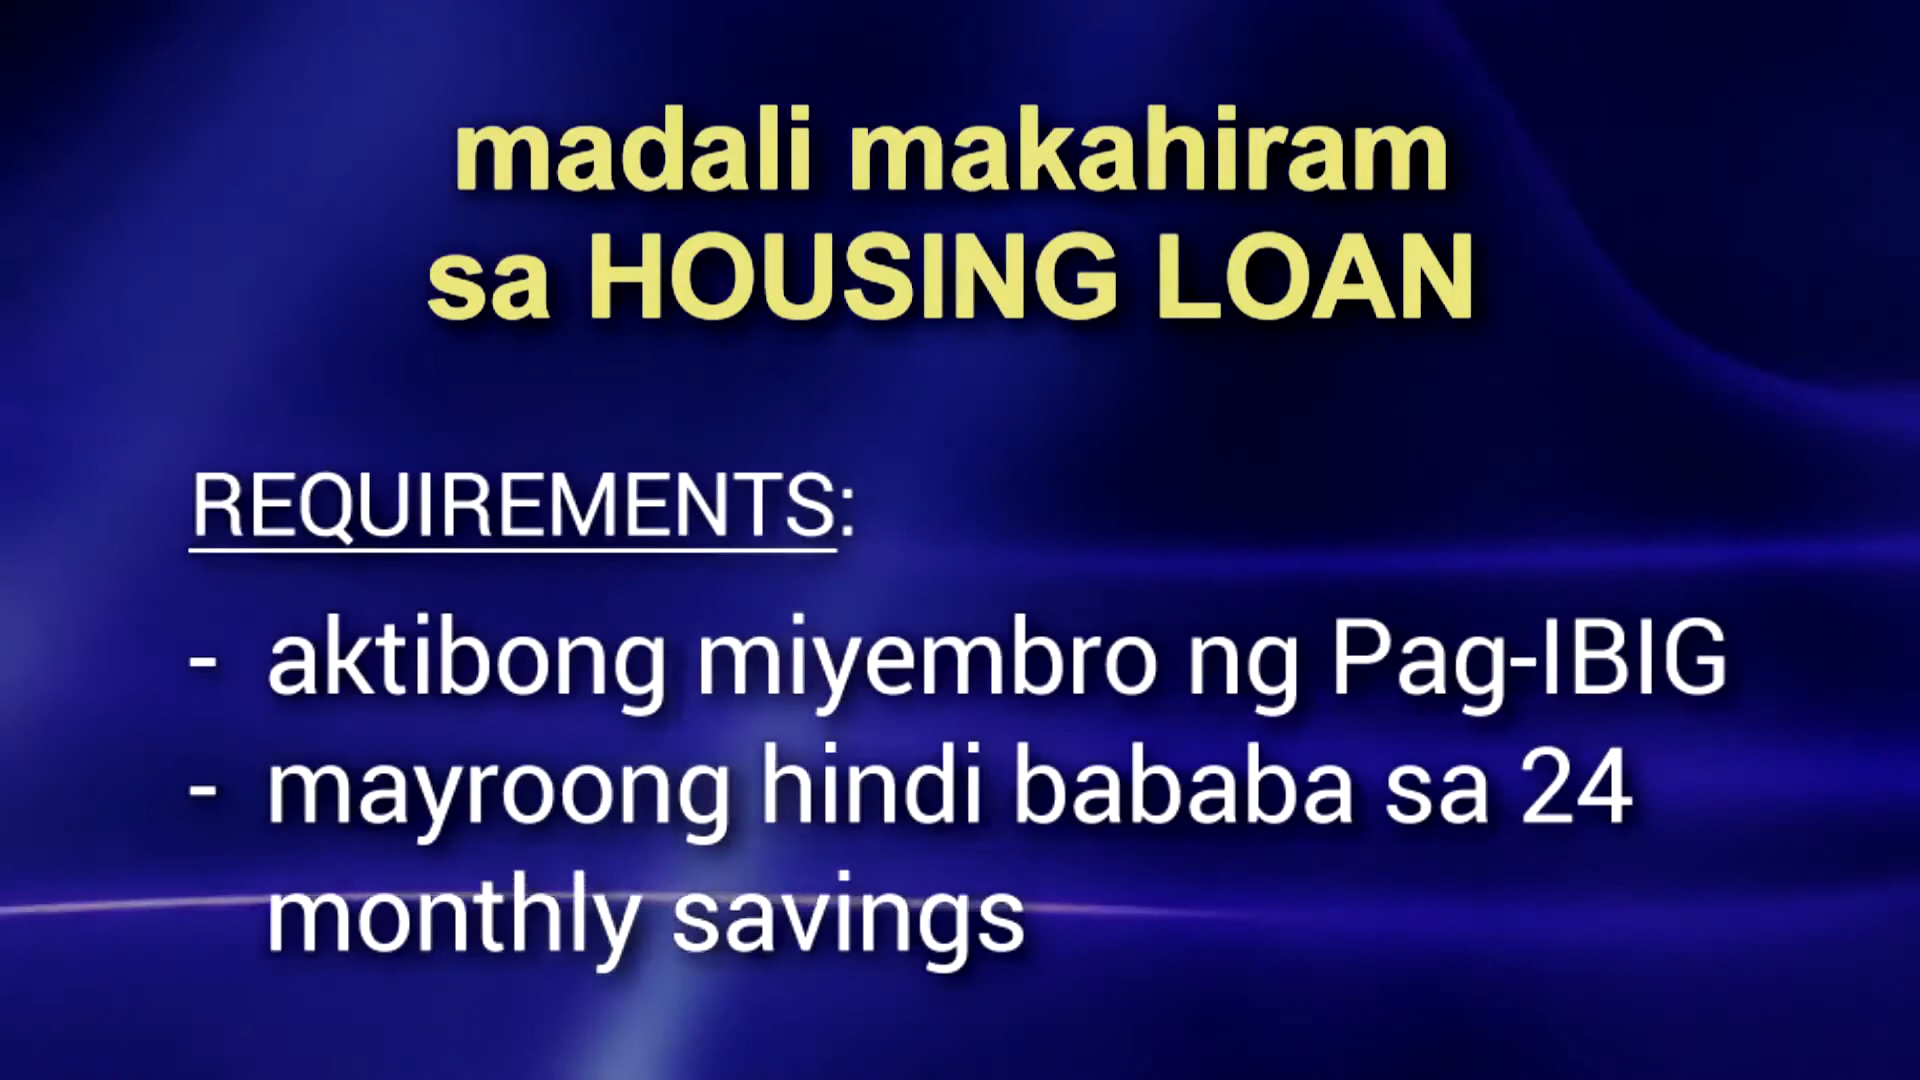 madali makahiram
sa HOUSING LOAN
REQUIREMENTS:
- aktibong miyembro ng Pag-IBIG
- mayroong hindi bababa sa 24
monthly savings